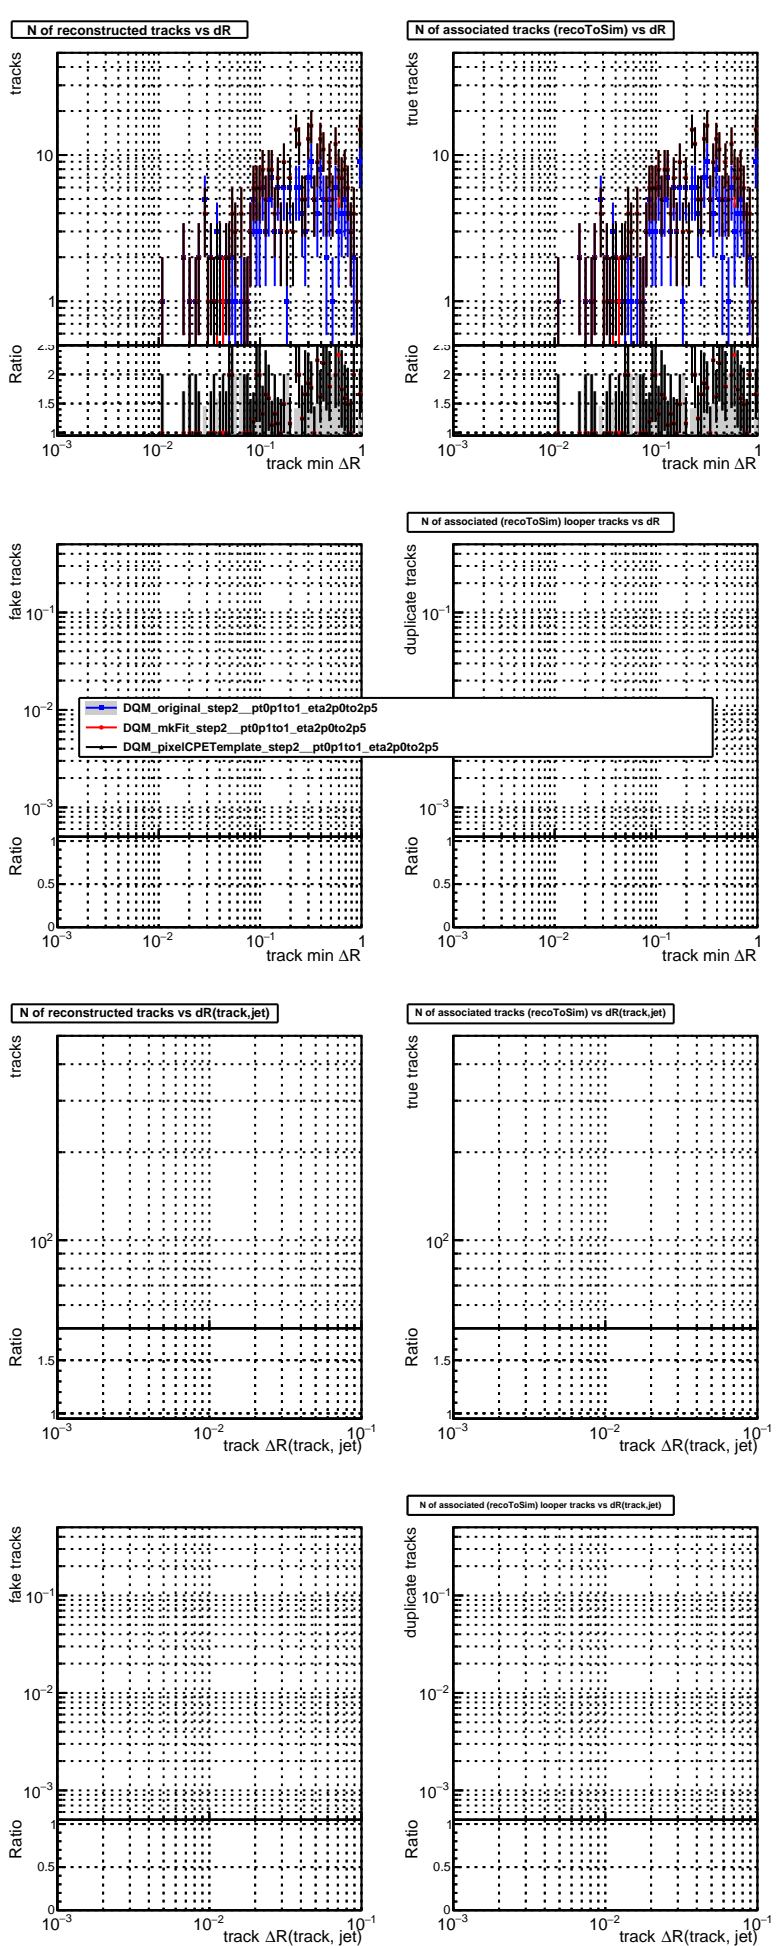 N of reconstructed tracks vs dR
tracks
10
1
2.5
Ratio
2
1.5
1
10−3 10−2 10−1 1
track min ΔR
N of associated tracks (recoToSim) vs dR
true tracks
10
1
2.5
Ratio
2
1.5
1
10−3 10−2 10−1 1
track min ΔR
fake tracks
10−1
10−2
10−3
Ratio
1
0.5
0
10−3 10−2 10−1 1
track min ΔR
N of associated (recoToSim) looper tracks vs dR
duplicate tracks
10−1
10−3
Ratio
1
0.5
0
10−3 10−2 10−1 1
track min ΔR
DQM_original_step2__pt0p1to1_eta2p0to2p5
DQM_mkFit_step2__pt0p1to1_eta2p0to2p5
DQM_pixelCPETemplate_step2__pt0p1to1_eta2p0to2p5
N of reconstructed tracks vs dR(track,jet)
tracks
102
Ratio
1.5
1
10−3 10−2 10−1
track ΔR(track, jet)
N of associated tracks (recoToSim) vs dR(track,jet)
true tracks
102
Ratio
1.5
1
10−3 10−2 10−1
track ΔR(track, jet)
fake tracks
10−1
10−2
10−3
Ratio
1
0.5
0
10−3 10−2 10−1
track ΔR(track, jet)
N of associated (recoToSim) looper tracks vs dR(track,jet)
duplicate tracks
10−1
10−2
10−3
Ratio
1
0.5
0
10−3 10−2 10−1
track ΔR(track, jet)